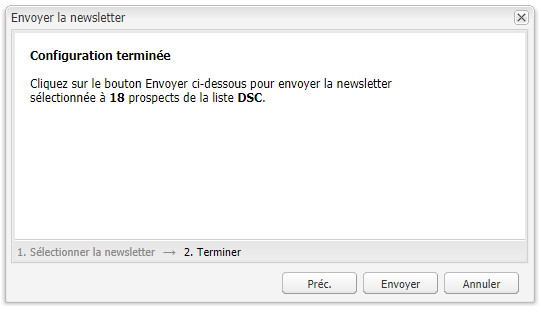 Envoyer la newsletter
Configuration terminée
Cliquez sur le bouton Envoyer ci-dessous pour envoyer la newsletter
sélectionnée à 18 prospects de la liste DSC.
1. Sélectionner la newsletter → 2. Terminer
Préc. Envoyer Annuler